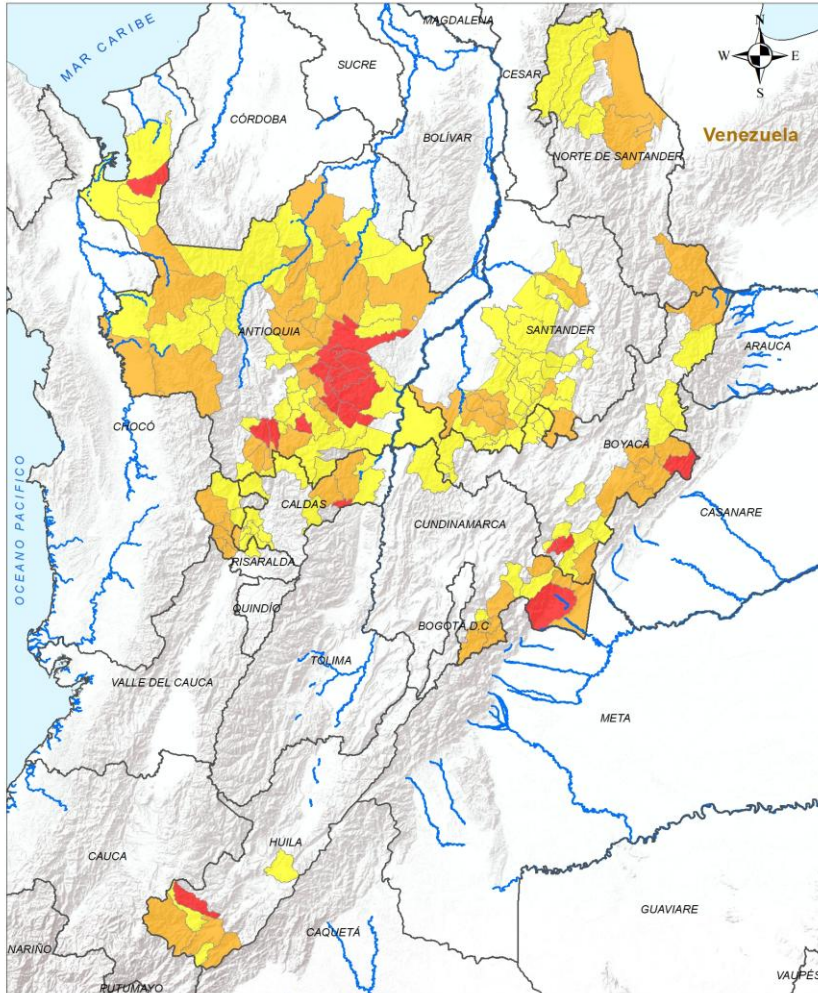 MAGDALENA
MAR CARIBE
N
W E
S
SUCRE
CESAR
CÓRDOBA
BOLÍVAR
Venezuela
NORTE DE SANTANDER
ANTIOQUIA
SANTANDER
ARAUCA
CHOCÓ
BOYACÁ
OCEANO PACIFICO
CALDAS
CUNDINAMARCA
CASANARE
RISARALDA
QUINDÍO
BOGOTÁ,D.C
TOLIMA
VALLE DEL CAUCA
META
HUILA
CAUCA
GUAVIARE
CAQUETÁ
NARIÑO
PUTUMAYO
VAUPÉS